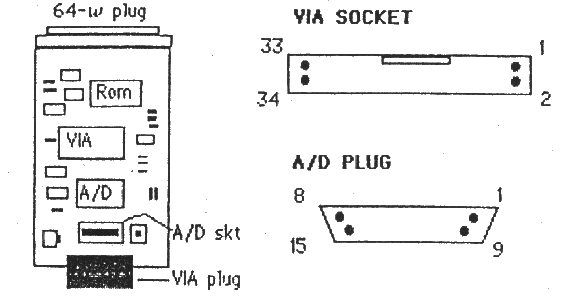 64-w plug
Rom
VIA
A/D
A/D skt
VIA plug
VIA SOCKET
33
1
34
2
A/D PLUG
8
1
15
9